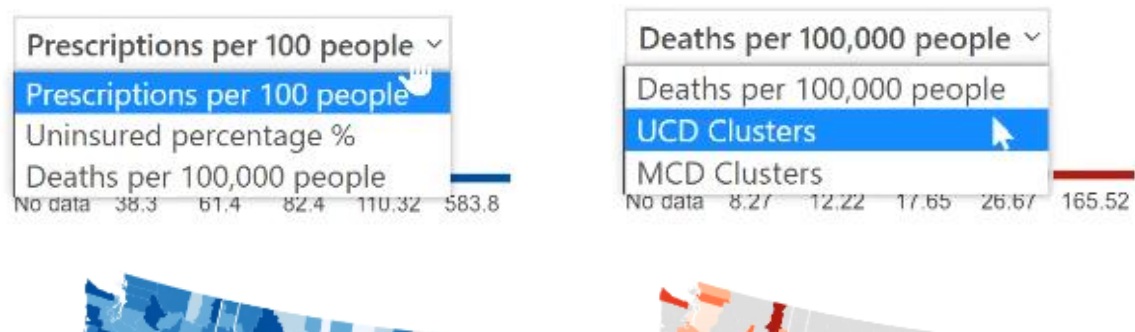 Prescriptions per 100 people
Prescriptions per 100 people
Uninsured percentage %
Deaths per 100,000 people
No data 38.3 61.4 82.4 110.32 583.8
Deaths per 100,000 people
Deaths per 100,000 people
UCD Clusters
MCD Clusters
No data 8.27 12.22 17.65 26.67 165.52